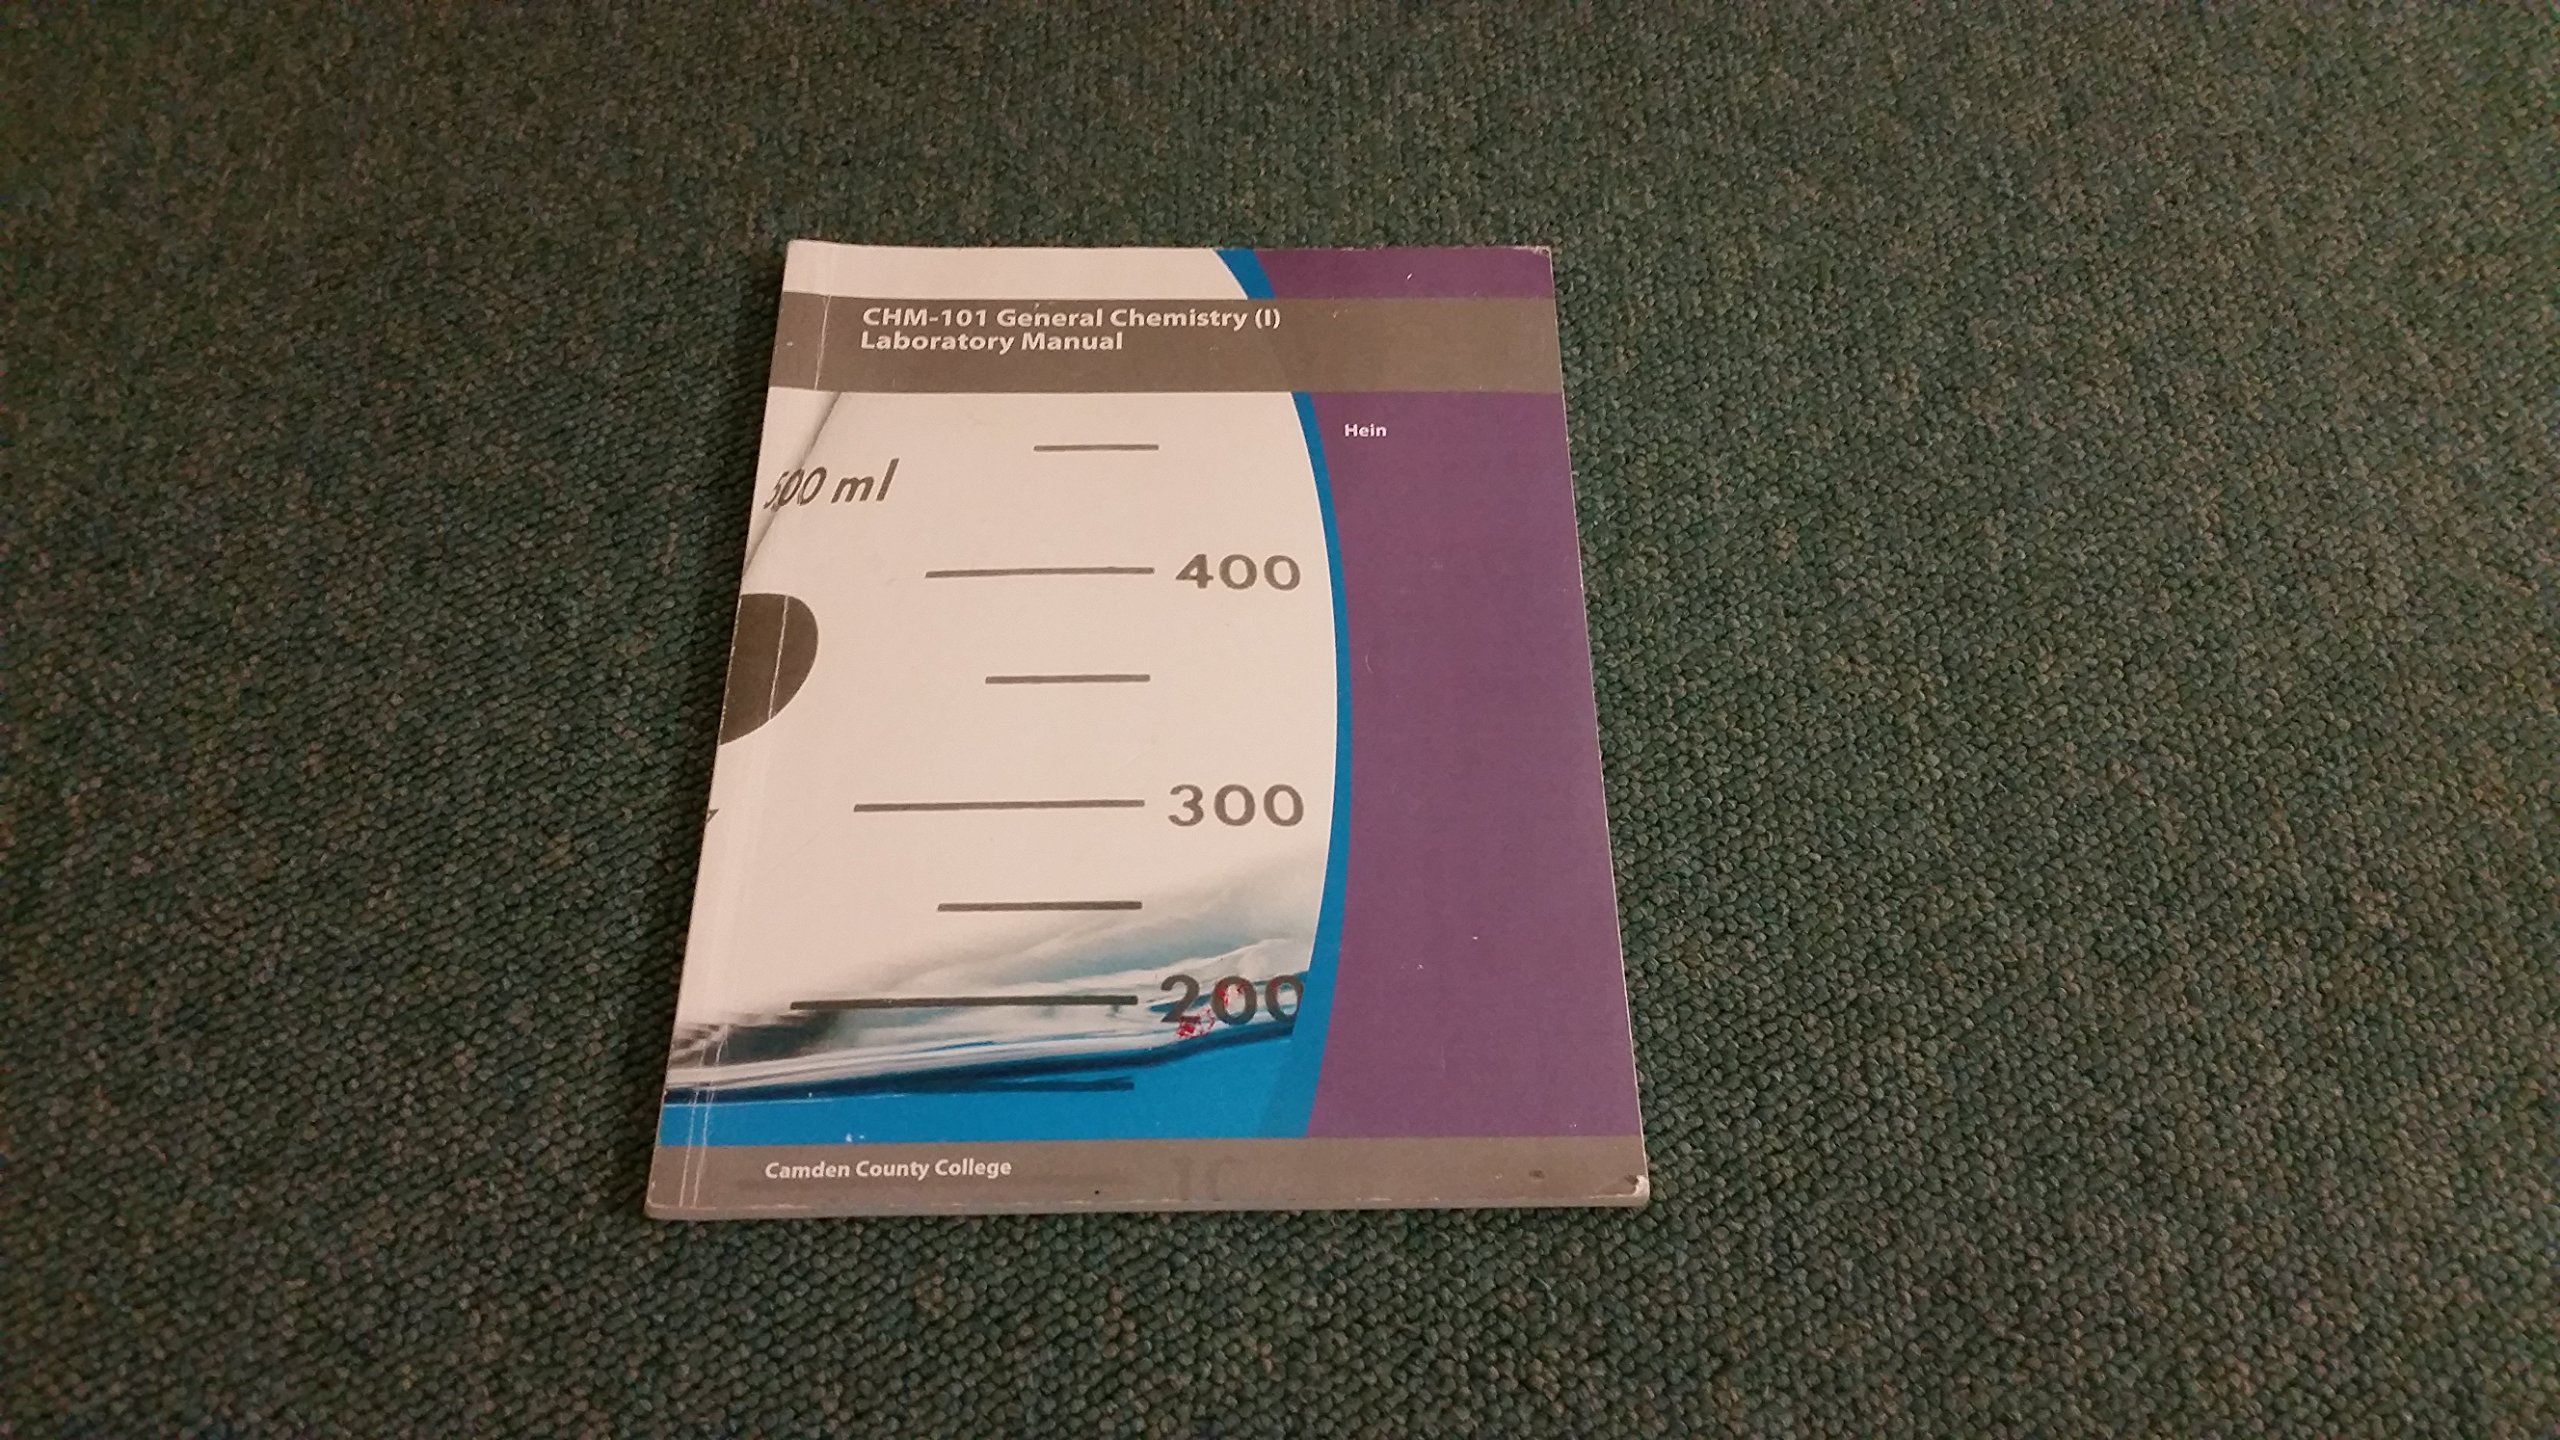 CHM-101 General Chemistry (I)
Laboratory Manual
Hein
500 ml
400
300
200
Camden County College